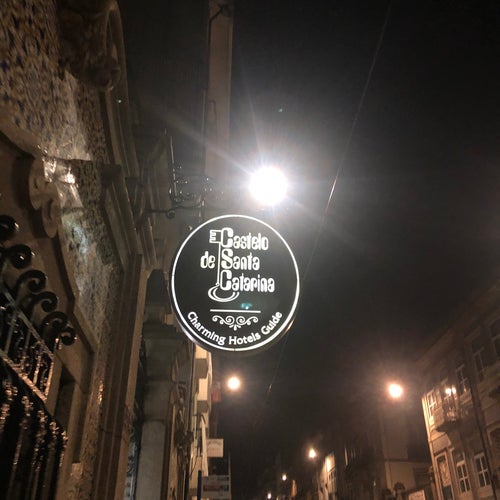 Castelo
de Santa
Catarina
Charming Hotels Guide